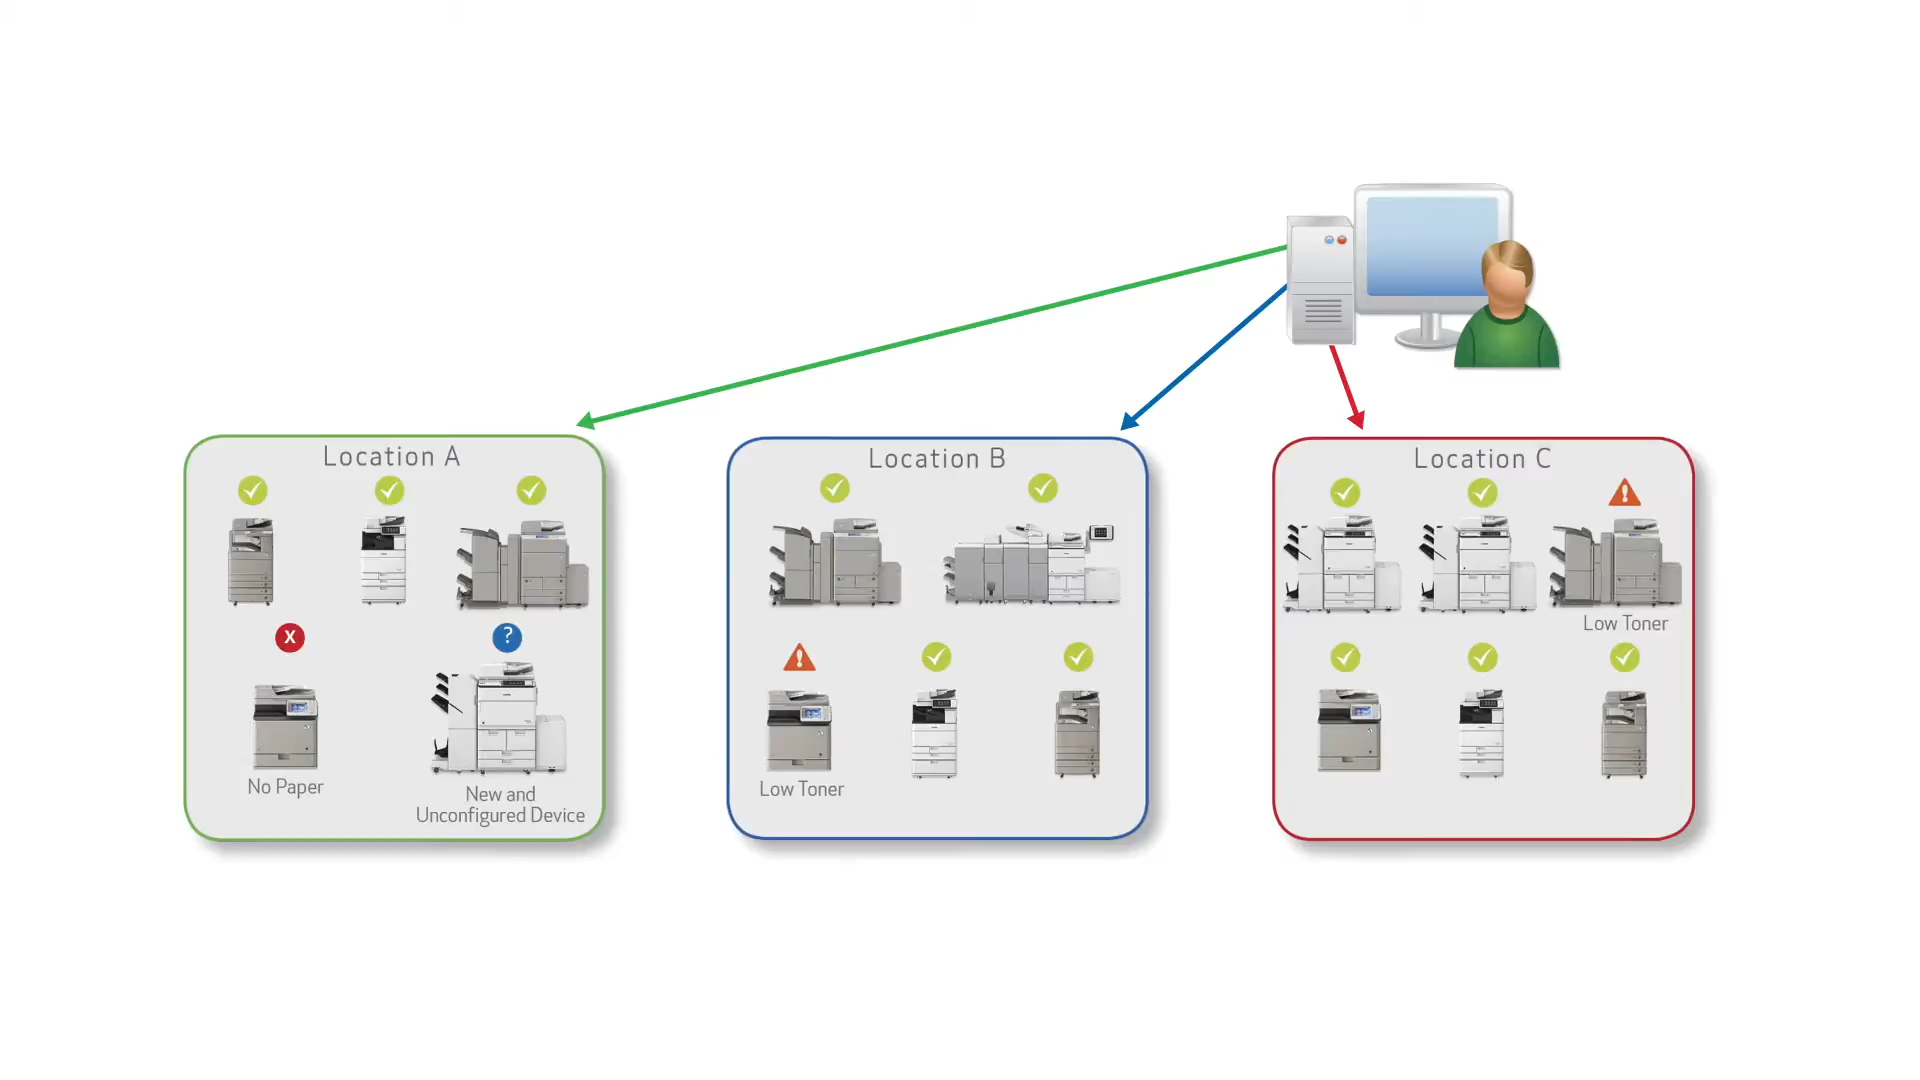 Location A
No Paper
New and
Unconfigured Device
Location B
Low Toner
Location C
Low Toner